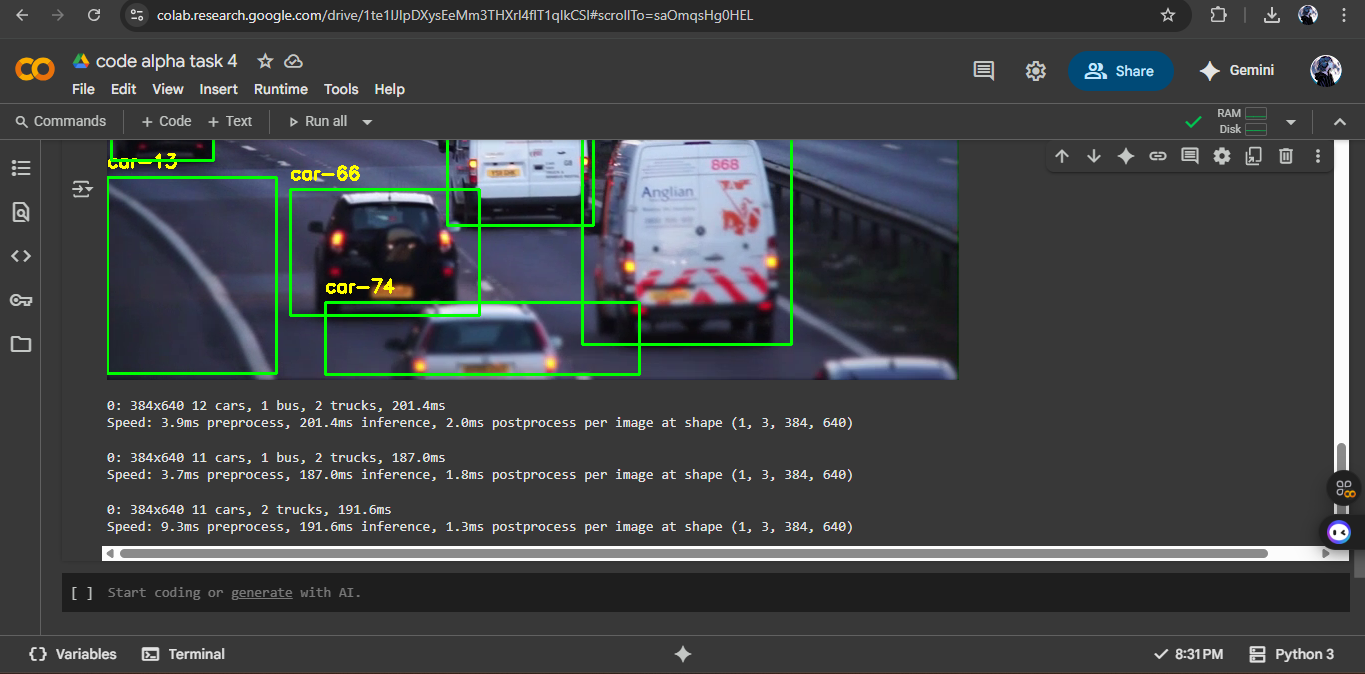 colab.research.google.com/drive/1te1lJlpDXysEeMm3THXrl4flT1qlkCSl#scrollTo=saOmqsHg0HEL
code alpha task 4
File Edit View Insert Runtime Tools Help
Share
Gemini
Commands + Code + Text Run all
RAM
Disk
car-13
car-66
868
Anglian
car-74
0: 384x640 12 cars, 1 bus, 2 trucks, 201.4ms
Speed: 3.9ms preprocess, 201.4ms inference, 2.0ms postprocess per image at shape (1, 3, 384, 640)
0: 384x640 11 cars, 1 bus, 2 trucks, 187.0ms
Speed: 3.7ms preprocess, 187.0ms inference, 1.8ms postprocess per image at shape (1, 3, 384, 640)
0: 384x640 11 cars, 2 trucks, 191.6ms
Speed: 9.3ms preprocess, 191.6ms inference, 1.3ms postprocess per image at shape (1, 3, 384, 640)
[ ] Start coding or generate with AI.
Variables Terminal
8:31 PM Python 3